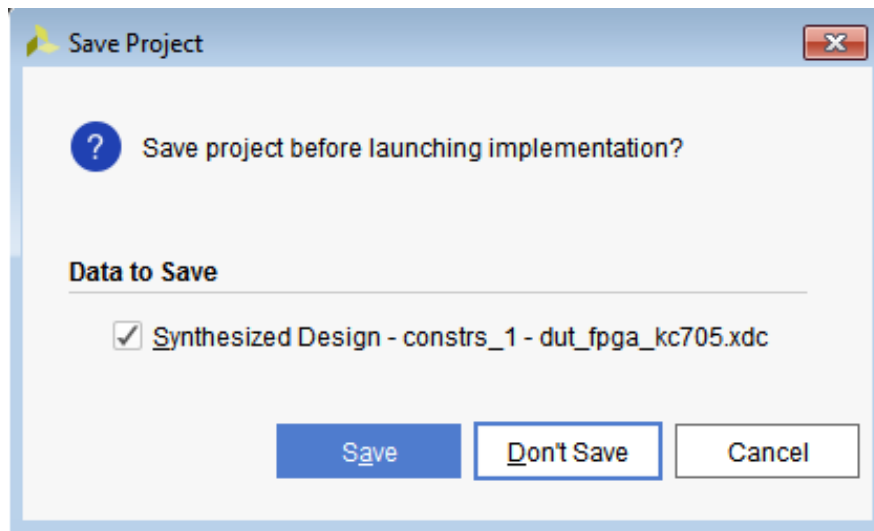 Save Project
? Save project before launching implementation?
Data to Save
Synthesized Design - constrs_1 - dut_fpga_kc705.xdc
Save Don't Save Cancel